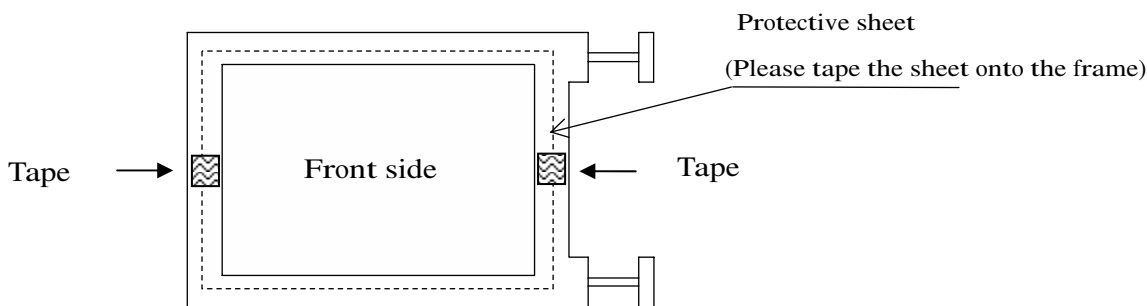 Protective sheet
(Please tape the sheet onto the frame)
Tape
Front side
Tape